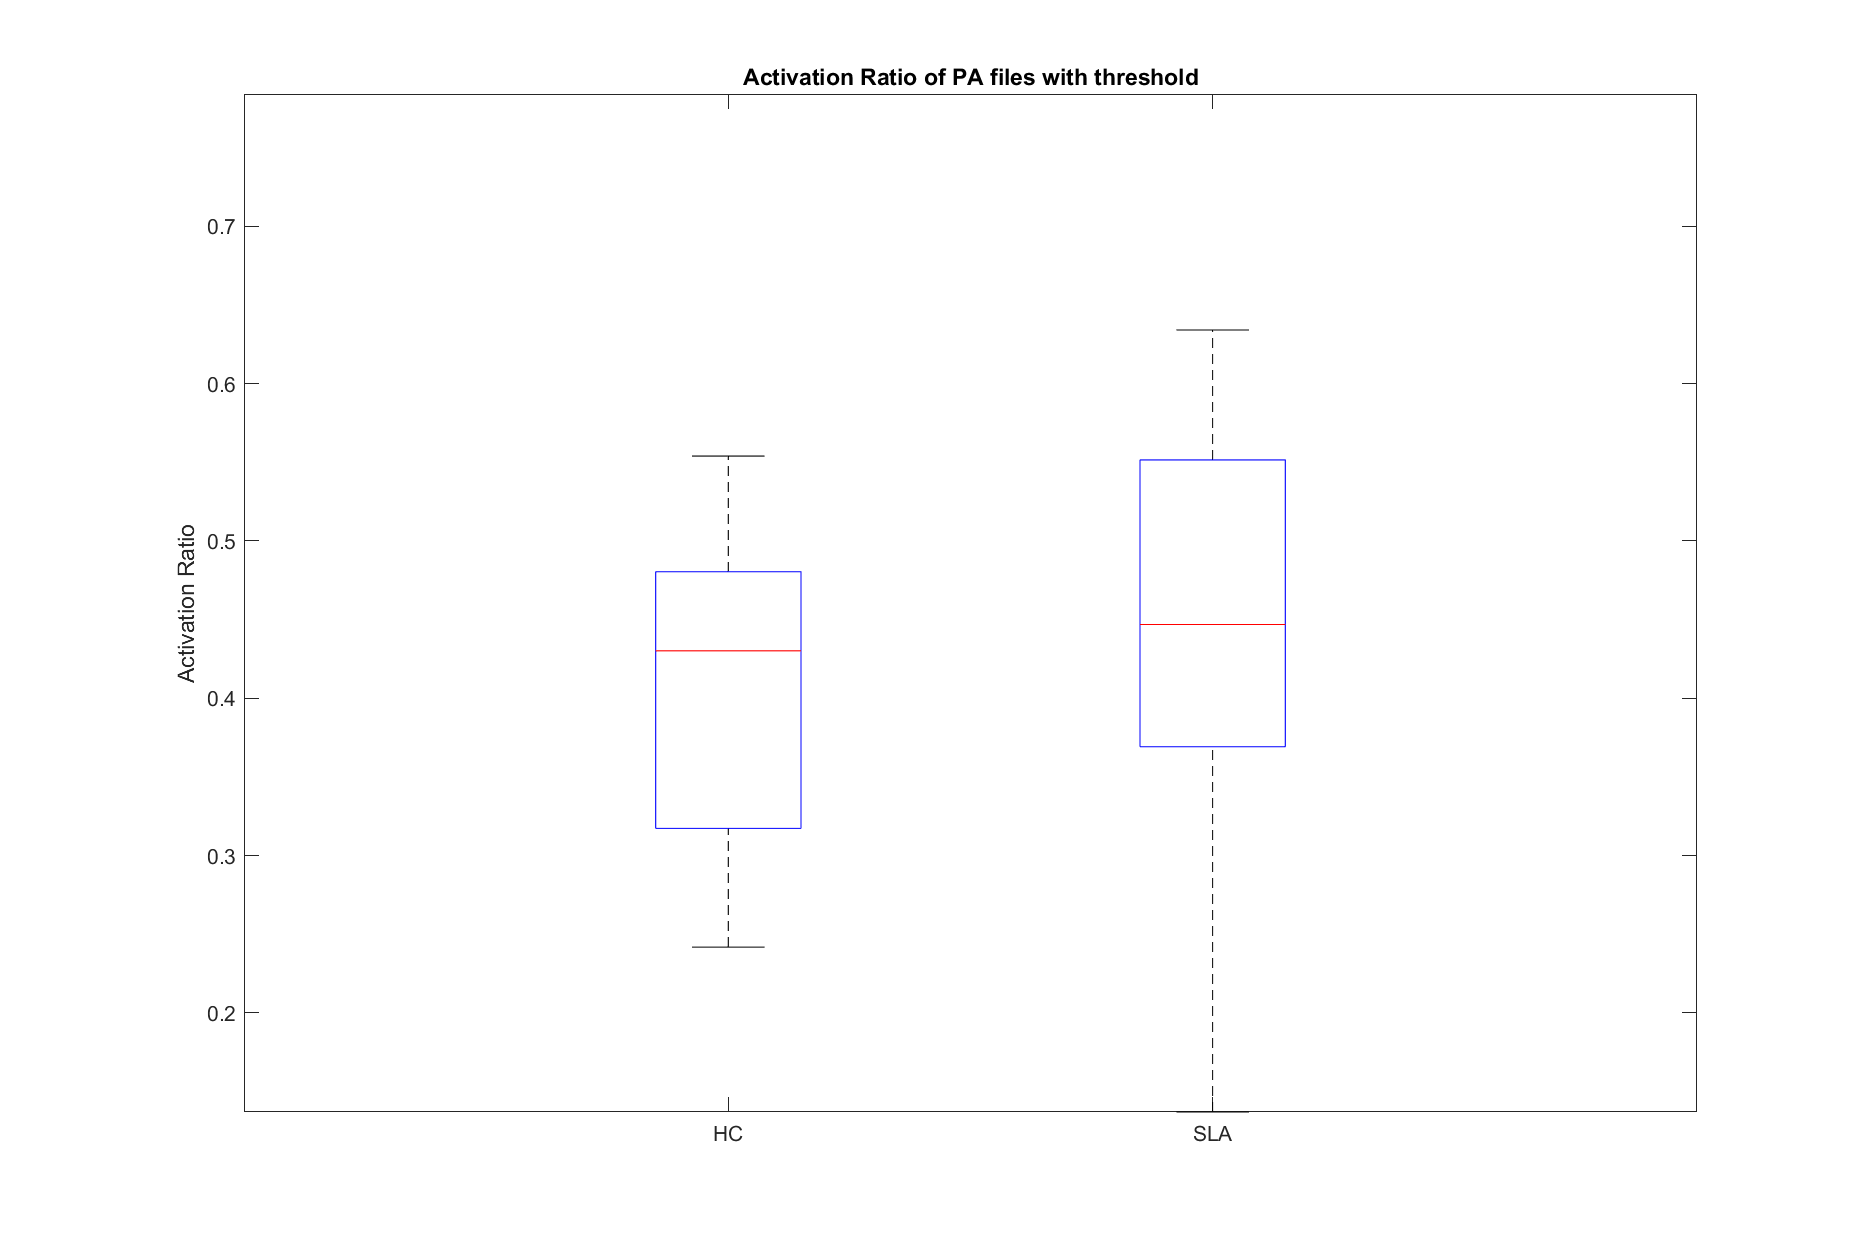 Activation Ratio of PA files with threshold
0.7
0.6
0.5
0.4
0.3
0.2
Activation Ratio
HC
SLA